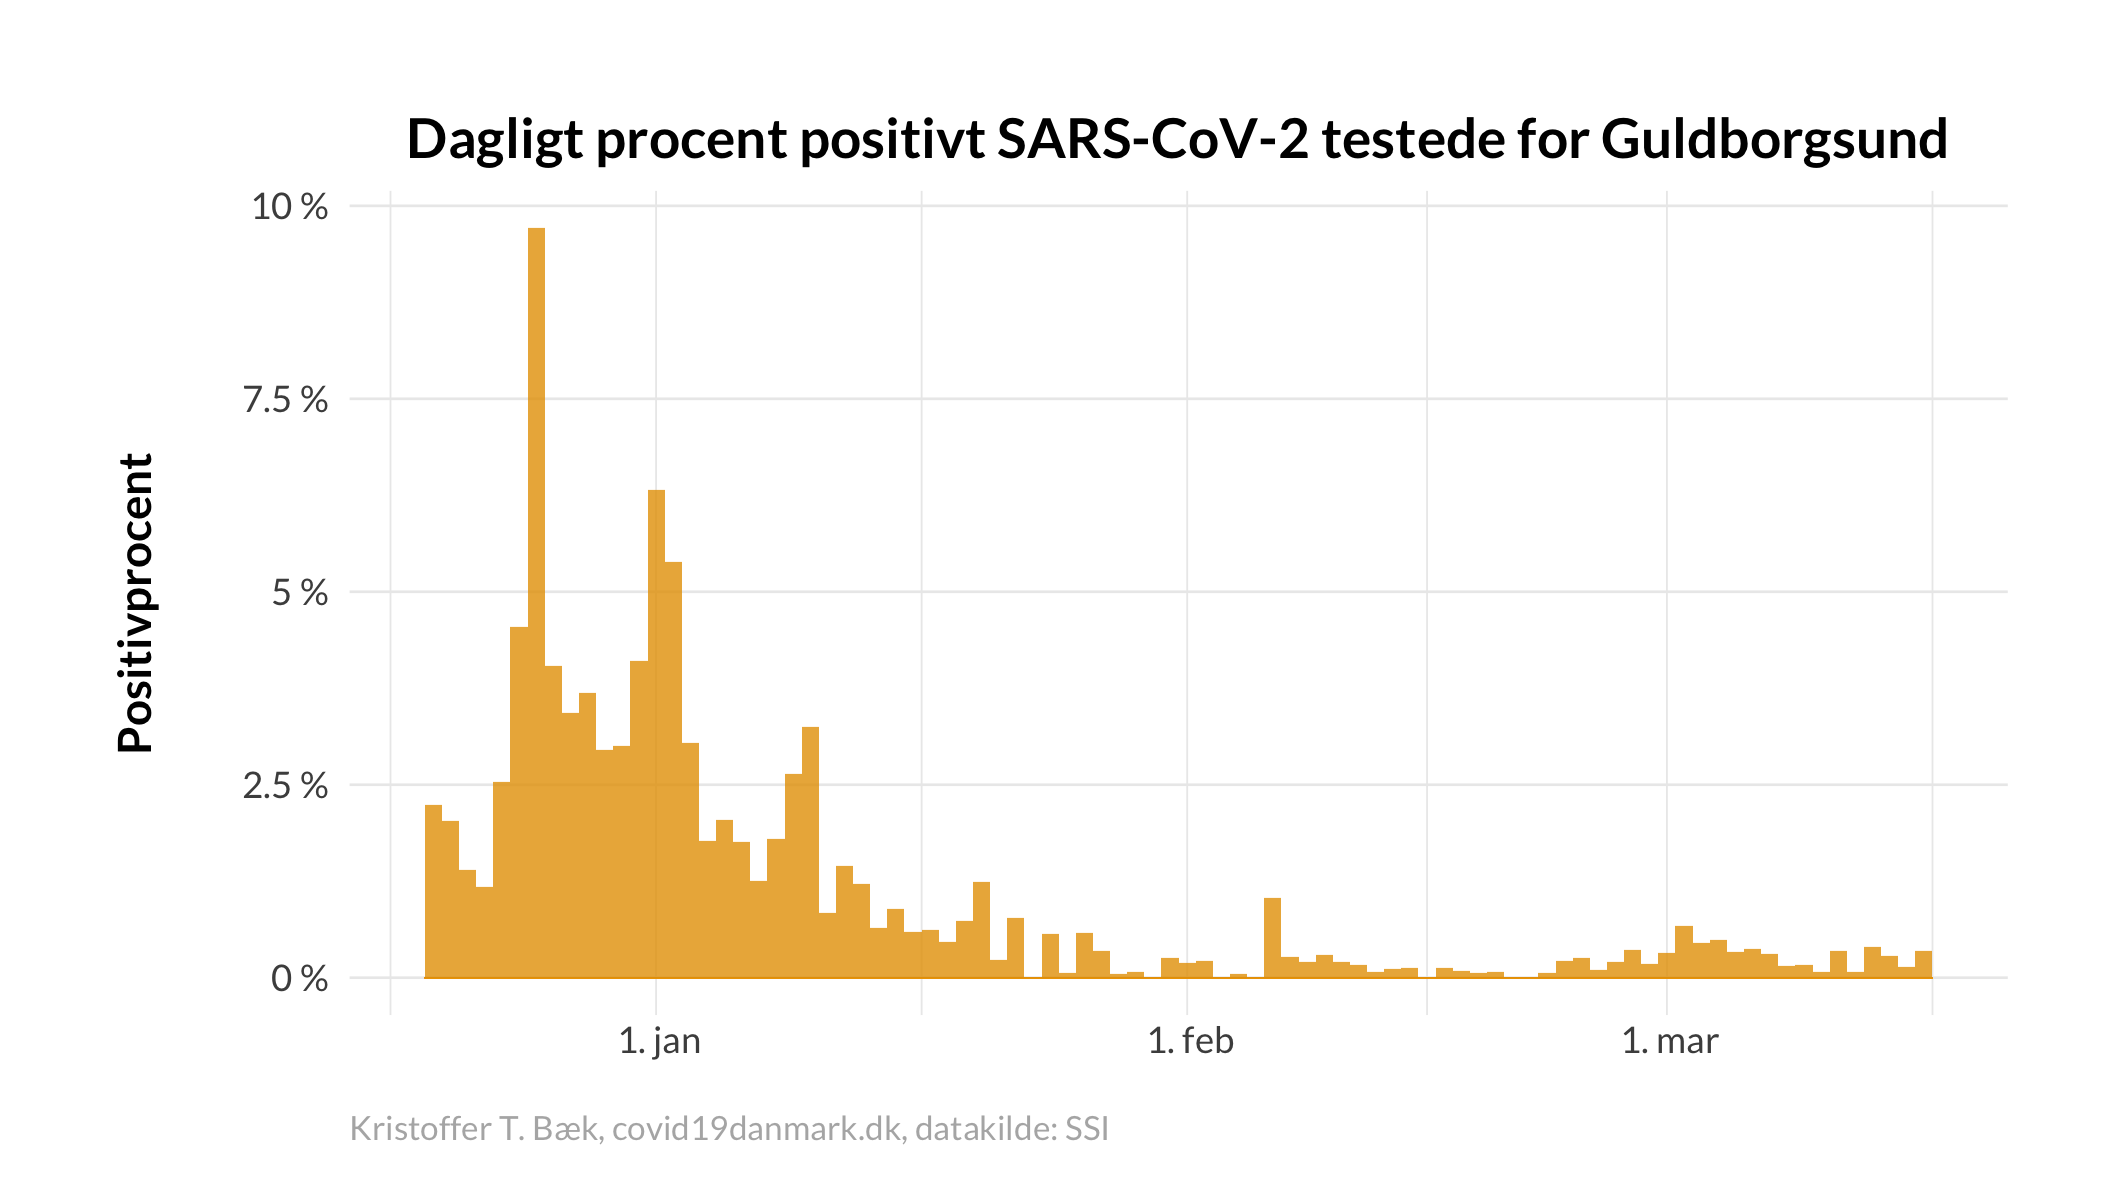 Dagligt procent positivt SARS-CoV-2 testede for Guldborgsund
Positivprocent
10 %
7.5 %
5 %
2.5 %
0 %
1. jan
1. feb
1. mar
Kristoffer T. Bæk, covid19danmark.dk, datakilde: SSI